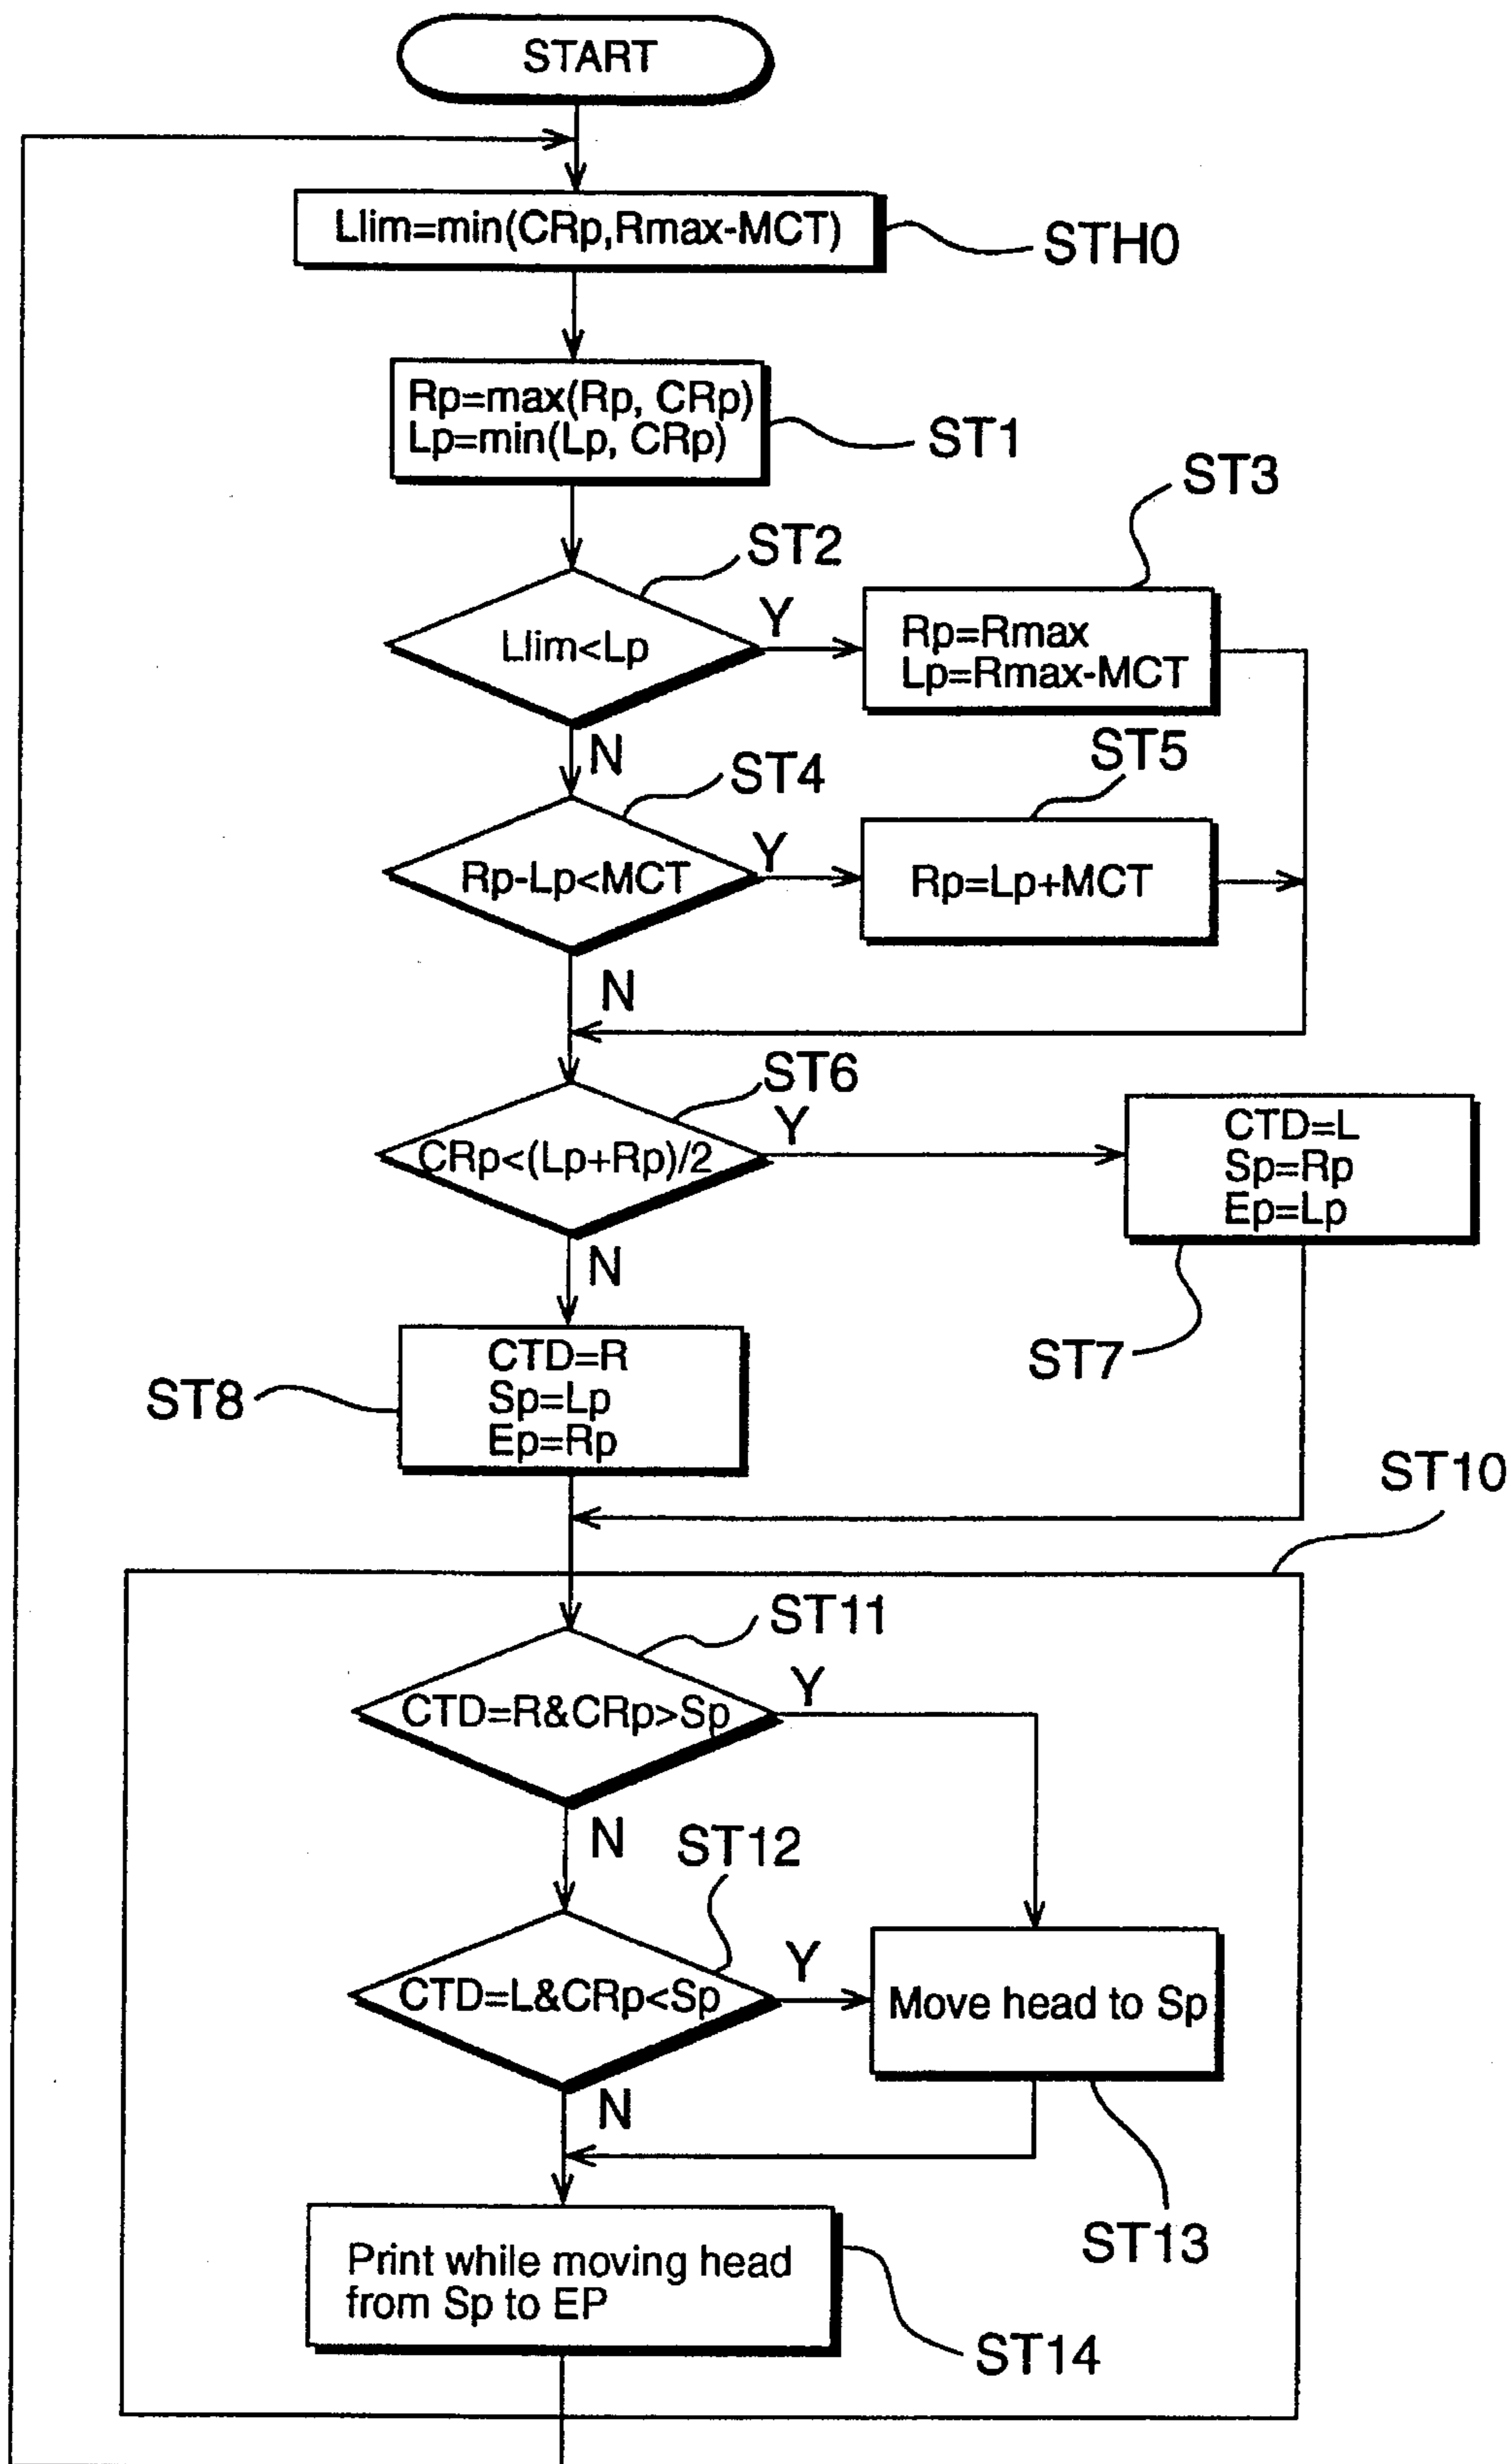 START
Llim=min(CRp,Rmax-MCT)
STH0
Rp=max(Rp, CRp)
Lp=min(Lp, CRp)
ST1
ST3
ST2
Llim<Lp
Y
Rp=Rmax
Lp=Rmax-MCT
N
ST4
ST5
Rp-Lp<MCT
Y
Rp=Lp+MCT
N
ST6
CRp<(Lp+Rp)/2
Y
CTD=L
Sp=Rp
Ep=Lp
N
ST7
CTD=R
Sp=Lp
Ep=Rp
ST8
ST10
ST11
CTD=R&CRp>Sp
Y
N
ST12
CTD=L&CRp<Sp
Y
Move head to Sp
N
ST13
Print while moving head
from Sp to EP
ST14